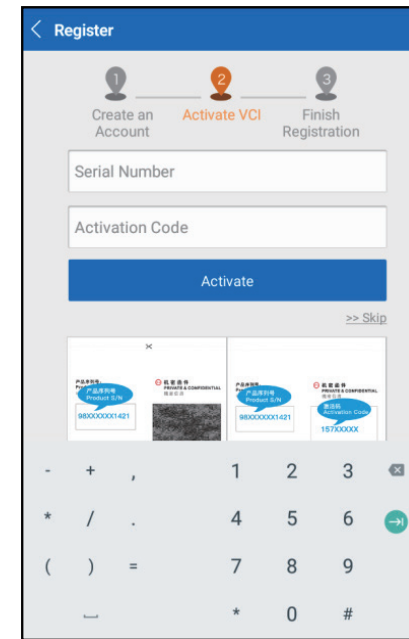 Register
1
2
3
Create an
Account
Activate VCI
Finish
Registration
Serial Number
Activation Code
Activate
>> Skip
产品序列号
Product S/N
98XXXXXX1421
PRIVATE & CONFIDENTIAL
产品序列号
Product S/N
98XXXXXX1421
PRIVATE & CONFIDENTIAL
激活码
Activation Code
157XXXXX
- + , 1 2 3
* / . 4 5 6
( ) = 7 8 9
* 0 #